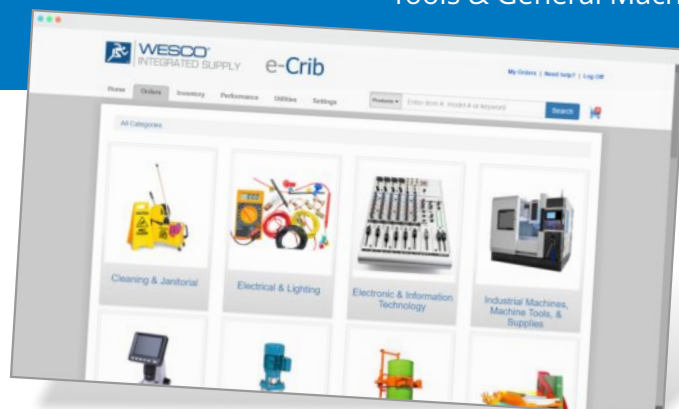 Tools & General Mach
WESCO
INTEGRATED SUPPLY
e-Crib
My Orders | Need help? | Log Off
Home Orders Inventory Performance Utilities Settings
Products Enter item #, model # or keyword Search
All Categories
Cleaning & Janitorial
Electrical & Lighting
Electronic & Information
Technology
Industrial Machines,
Machine Tools, &
Supplies